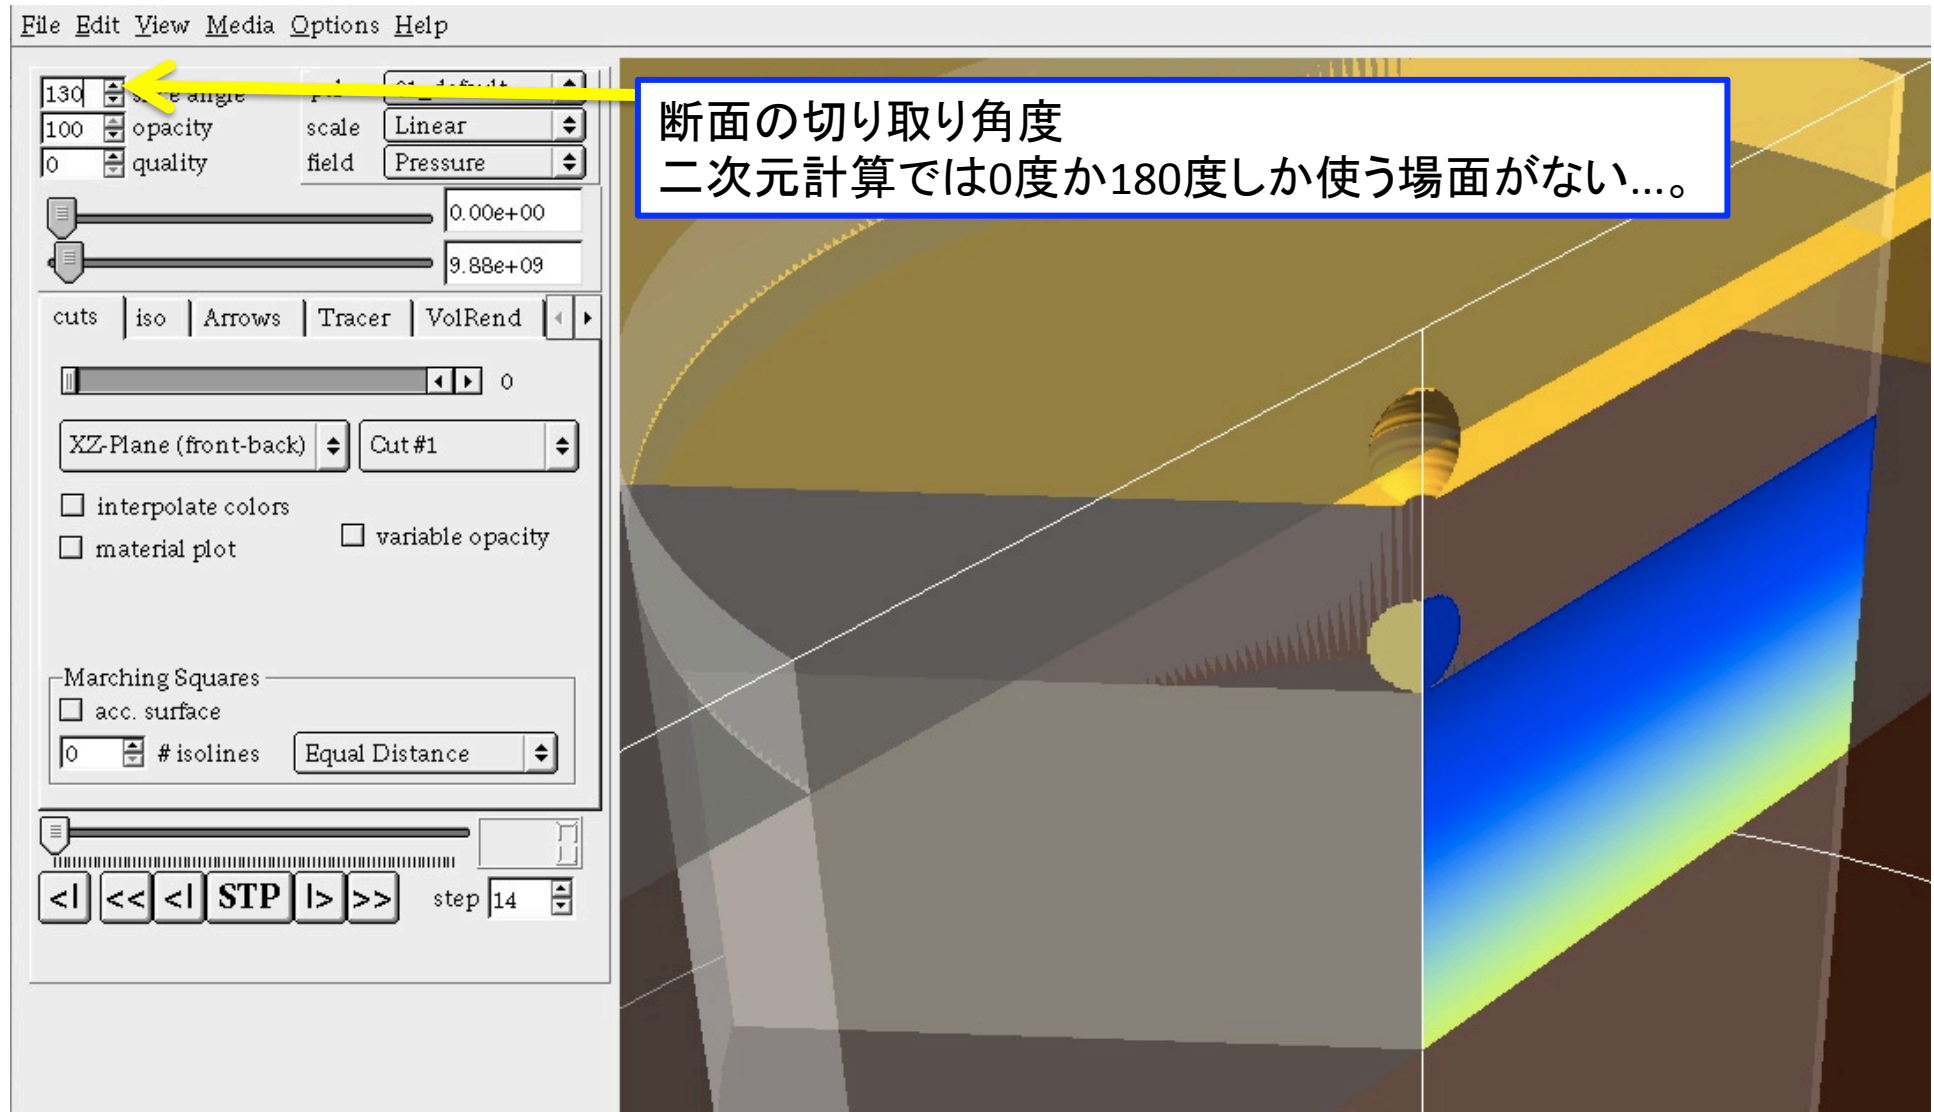 File Edit View Media Options Help
130 slice angle
01_default
100 opacity scale Linear
0 quality field Pressure
断面の切り取り角度
二次元計算では0度か180度しか使う場面がない…。
0.00e+00
9.88e+09
cuts iso Arrows Tracer VolRend
0
XZ-Plane (front-back) Cut #1
interpolate colors
variable opacity
material plot
Marching Squares
acc. surface
0 # isolines Equal Distance
0
<| << <| STP |> >> step 14